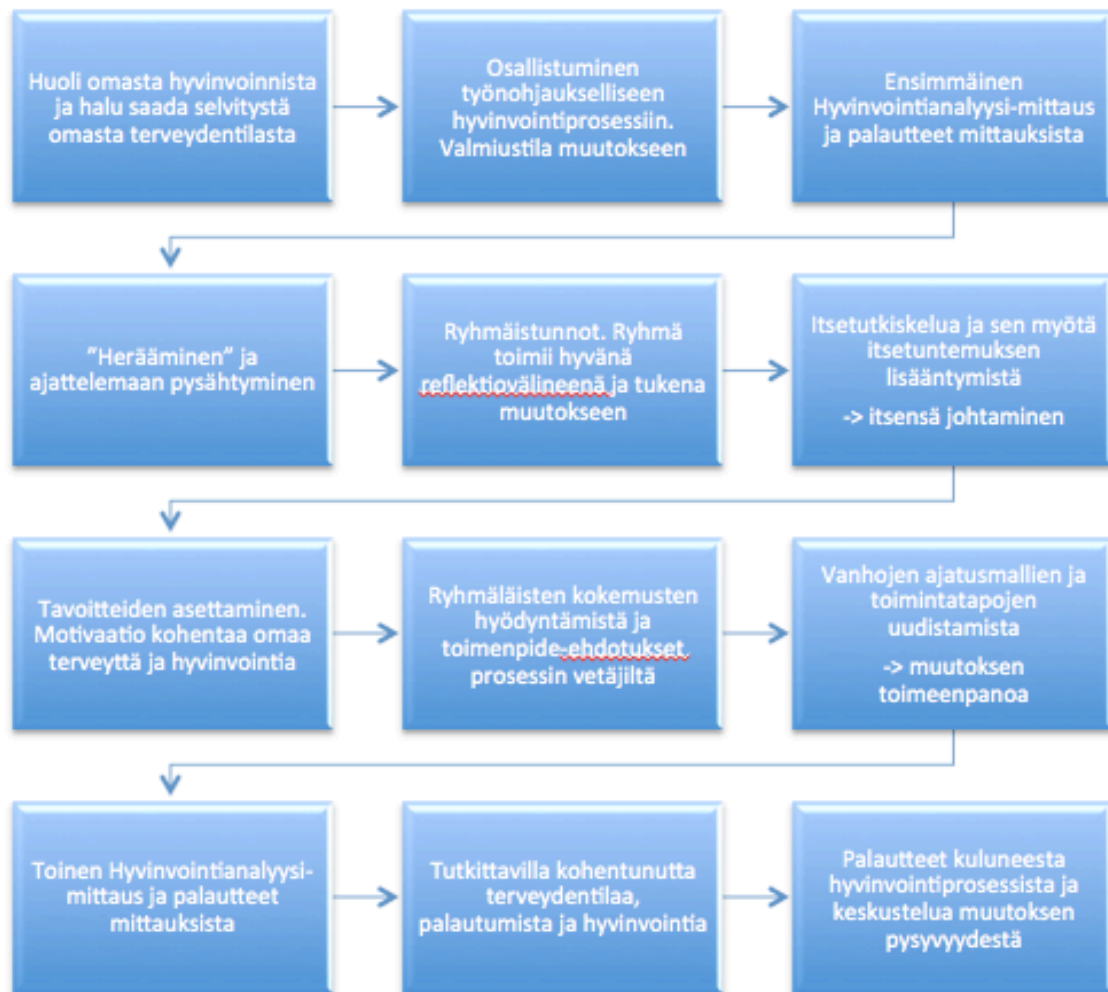 Huoli omasta hyvinvoinnista
ja halu saada selvitystä
omasta terveydentilasta
Osallistuminen
työnohjaukselliseen
hyvinvointiprosessiin.
Valmiustila muutokseen
Ensimmäinen
Hyvinvointianalyysi-mittaus
ja palautteet mittauksista
”Herääminen” ja
ajattelemaan pysähtyminen
Ryhmäistunnot. Ryhmä
toimii hyvänä
reflektiovälineenä ja tukena
muutokseen
Itsetutkiskelua ja sen myötä
itsetuntemuksen
lisääntymistä
-> itsensä johtaminen
Tavoitteiden asettaminen.
Motivaatio kohentaa omaa
terveyttä ja hyvinvointia
Ryhmäläisten kokemusten
hyödyntämistä ja
toimenpide-ehdotukset
prosessin vetäjiltä
Vanhojen ajatusmallien ja
toimintatapojen
uudistamista
-> muutoksen
toimeenpanoa
Toinen Hyvinvointianalyysi-
mittaus ja palautteet
mittauksista
Tutkittavilla kohentunutta
terveydentilaa,
palautumista ja hyvinvointia
Palautteet kuluneesta
hyvinvointiprosessista ja
keskustelua muutoksen
pysyvyydestä